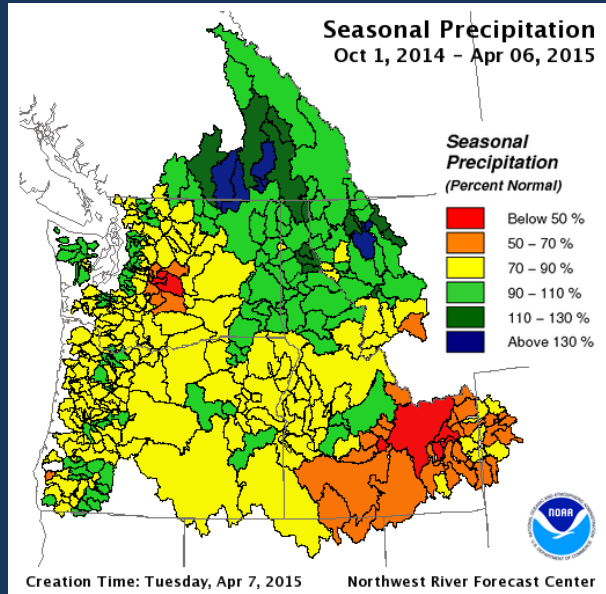 Seasonal Precipitation
Oct 1, 2014 – Apr 06, 2015
Seasonal
Precipitation
(Percent Normal)
Below 50 %
50 – 70 %
70 – 90 %
90 – 110 %
110 – 130 %
Above 130 %
NOAA
Creation Time: Tuesday, Apr 7, 2015
Northwest River Forecast Center